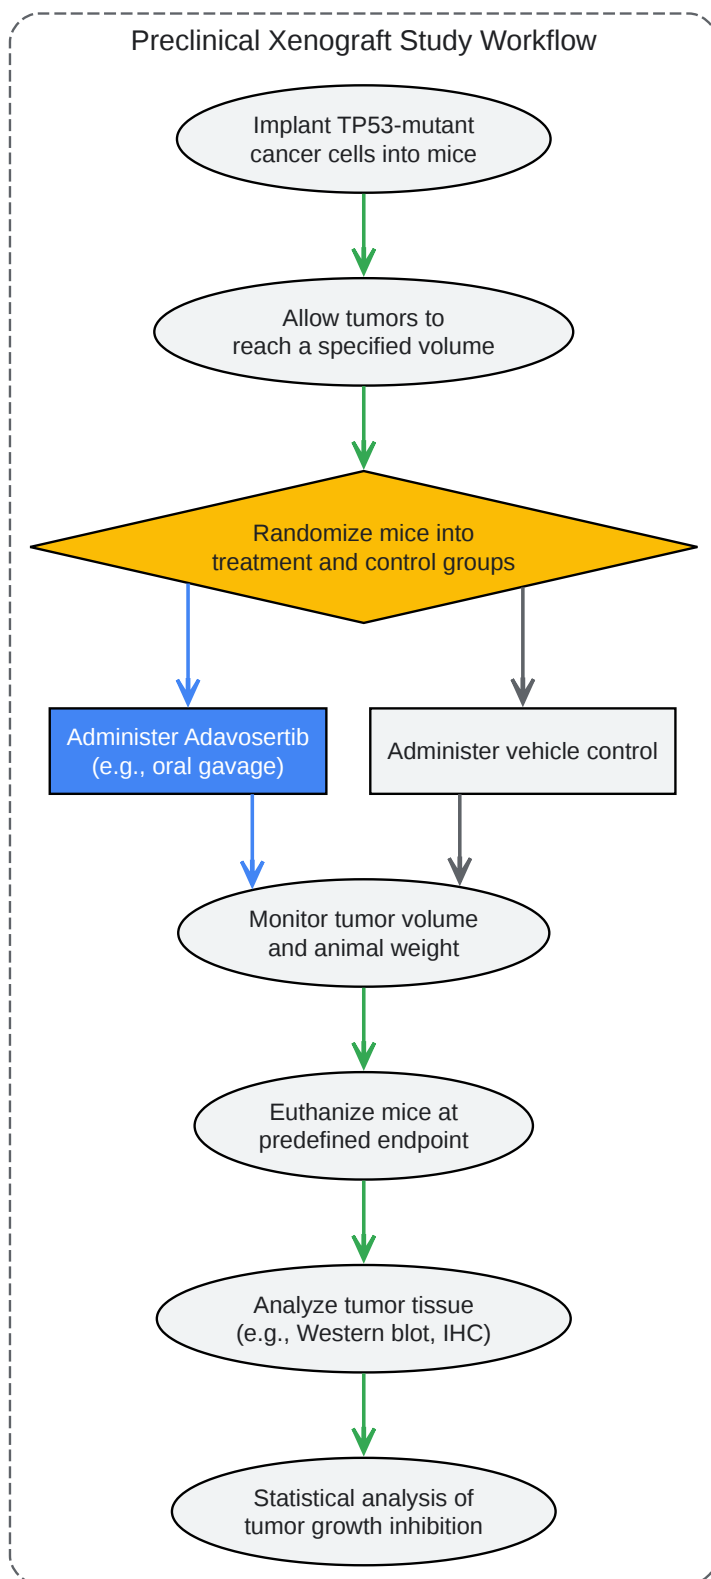 Preclinical Xenograft Study Workflow
Implant TP53-mutant
cancer cells into mice
Allow tumors to
reach a specified volume
Randomize mice into
treatment and control groups
Administer Adavosertib
(e.g., oral gavage)
Administer vehicle control
Monitor tumor volume
and animal weight
Euthanize mice at
predefined endpoint
Analyze tumor tissue
(e.g., Western blot, IHC)
Statistical analysis of
tumor growth inhibition